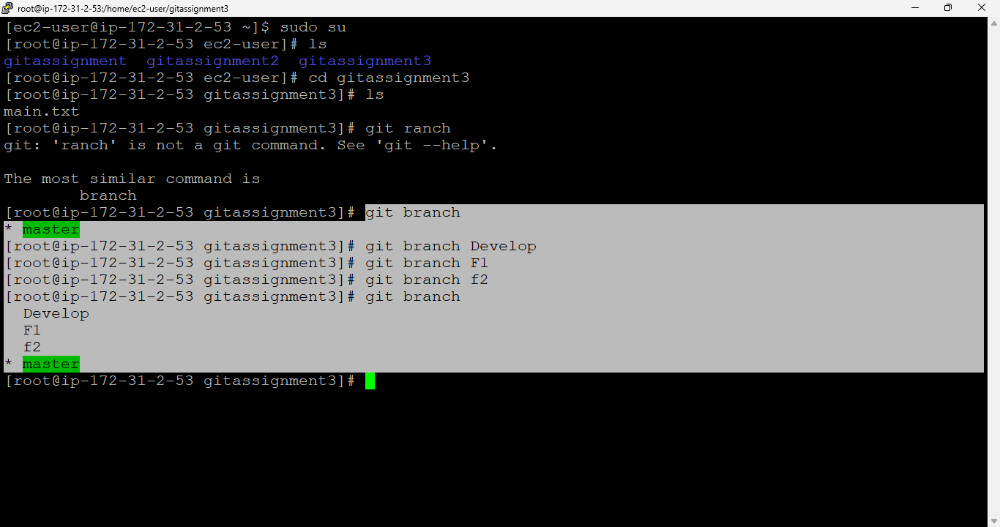 root@ip-172-31-2-53:/home/ec2-user/gitassignment3
[ec2-user@ip-172-31-2-53 ~]$ sudo su
[root@ip-172-31-2-53 ec2-user]# ls
gitassignment  gitassignment2  gitassignment3
[root@ip-172-31-2-53 ec2-user]# cd gitassignment3
[root@ip-172-31-2-53 gitassignment3]# ls
main.txt
[root@ip-172-31-2-53 gitassignment3]# git ranch
git: 'ranch' is not a git command. See 'git --help'.

The most similar command is
        branch
[root@ip-172-31-2-53 gitassignment3]# git branch
* master
[root@ip-172-31-2-53 gitassignment3]# git branch Develop
[root@ip-172-31-2-53 gitassignment3]# git branch F1
[root@ip-172-31-2-53 gitassignment3]# git branch f2
[root@ip-172-31-2-53 gitassignment3]# git branch
  Develop
  F1
  f2
* master
[root@ip-172-31-2-53 gitassignment3]#